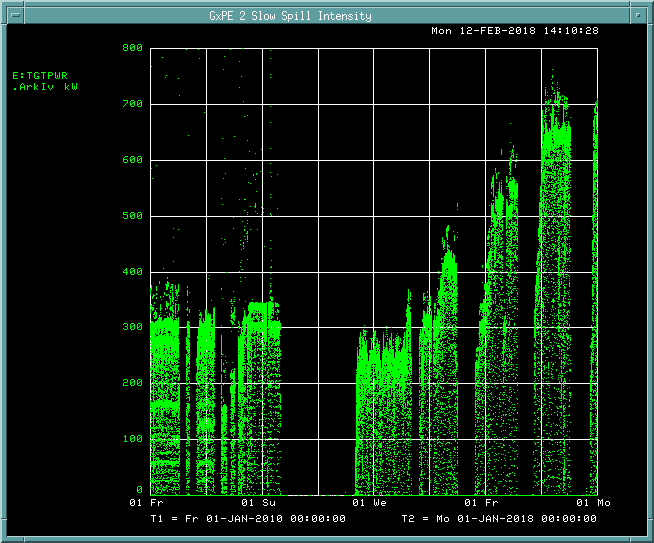 GxPE 2 Slow Spill Intensity
Mon 12-FEB-2018 14:10:28
E:TGTPWR
.ArkIv kW
800
700
600
500
400
300
200
100
0
01 Fr 01 Su 01 We 01 Fr 01 Mo
T1 = Fr 01-JAN-2010 00:00:00 T2 = Mo 01-JAN-2018 00:00:00